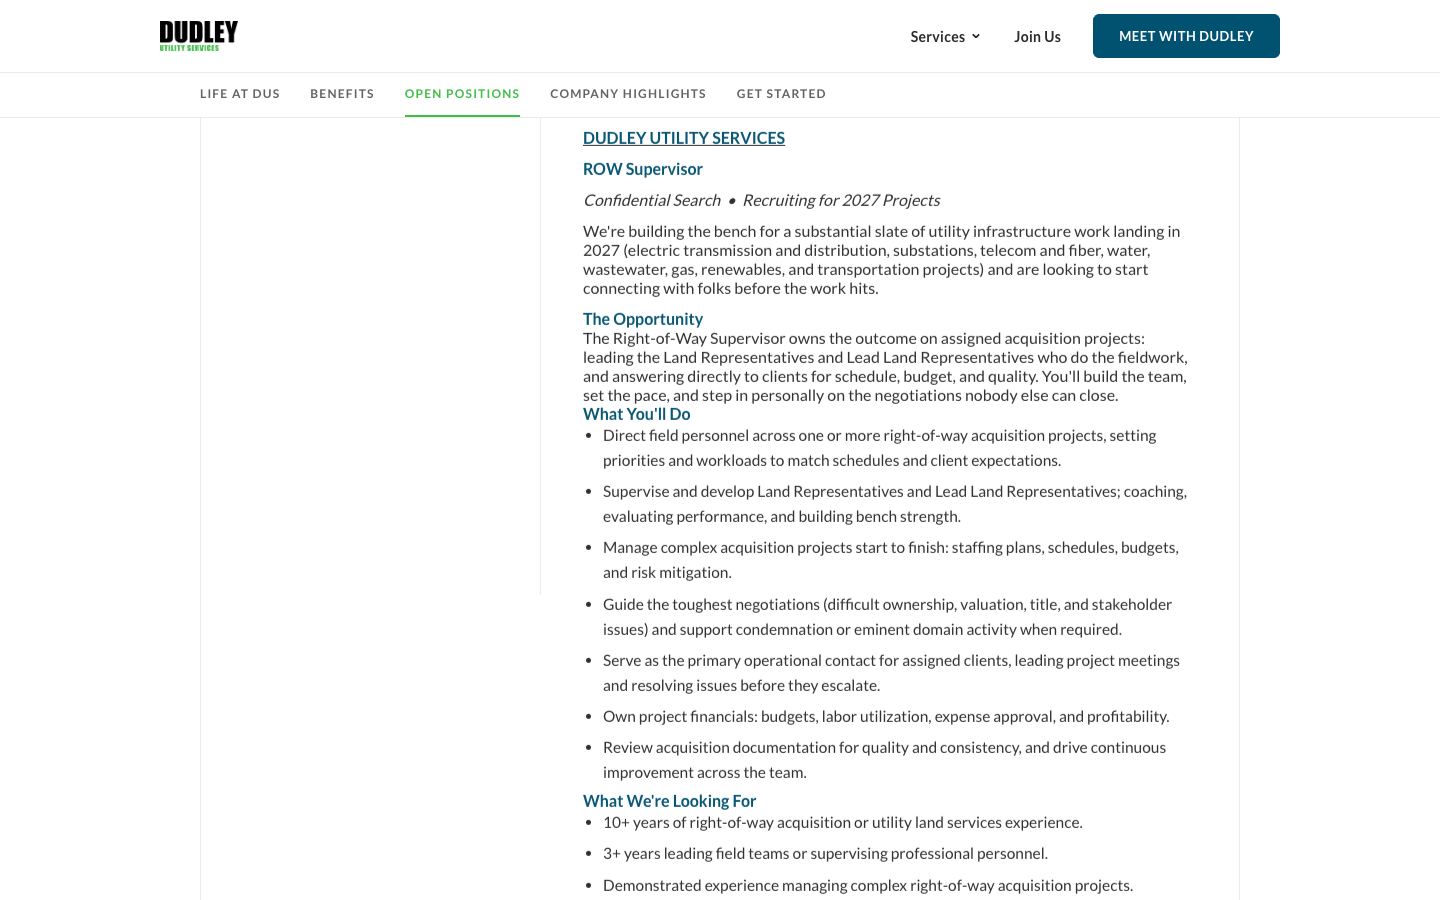 DUDLEY
UTILITY SERVICES
Services
Join Us
MEET WITH DUDLEY
LIFE AT DUS
BENEFITS
OPEN POSITIONS
COMPANY HIGHLIGHTS
GET STARTED
DUDLEY UTILITY SERVICES
ROW Supervisor
Confidential Search • Recruiting for 2027 Projects
We're building the bench for a substantial slate of utility infrastructure work landing in
2027 (electric transmission and distribution, substations, telecom and fiber, water,
wastewater, gas, renewables, and transportation projects) and are looking to start
connecting with folks before the work hits.
The Opportunity
The Right-of-Way Supervisor owns the outcome on assigned acquisition projects:
leading the Land Representatives and Lead Land Representatives who do the fieldwork,
and answering directly to clients for schedule, budget, and quality. You'll build the team,
set the pace, and step in personally on the negotiations nobody else can close.
What You'll Do
• Direct field personnel across one or more right-of-way acquisition projects, setting
priorities and workloads to match schedules and client expectations.
• Supervise and develop Land Representatives and Lead Land Representatives; coaching,
evaluating performance, and building bench strength.
• Manage complex acquisition projects start to finish: staffing plans, schedules, budgets,
and risk mitigation.
• Guide the toughest negotiations (difficult ownership, valuation, title, and stakeholder
issues) and support condemnation or eminent domain activity when required.
• Serve as the primary operational contact for assigned clients, leading project meetings
and resolving issues before they escalate.
• Own project financials: budgets, labor utilization, expense approval, and profitability.
• Review acquisition documentation for quality and consistency, and drive continuous
improvement across the team.
What We're Looking For
• 10+ years of right-of-way acquisition or utility land services experience.
• 3+ years leading field teams or supervising professional personnel.
• Demonstrated experience managing complex right-of-way acquisition projects.